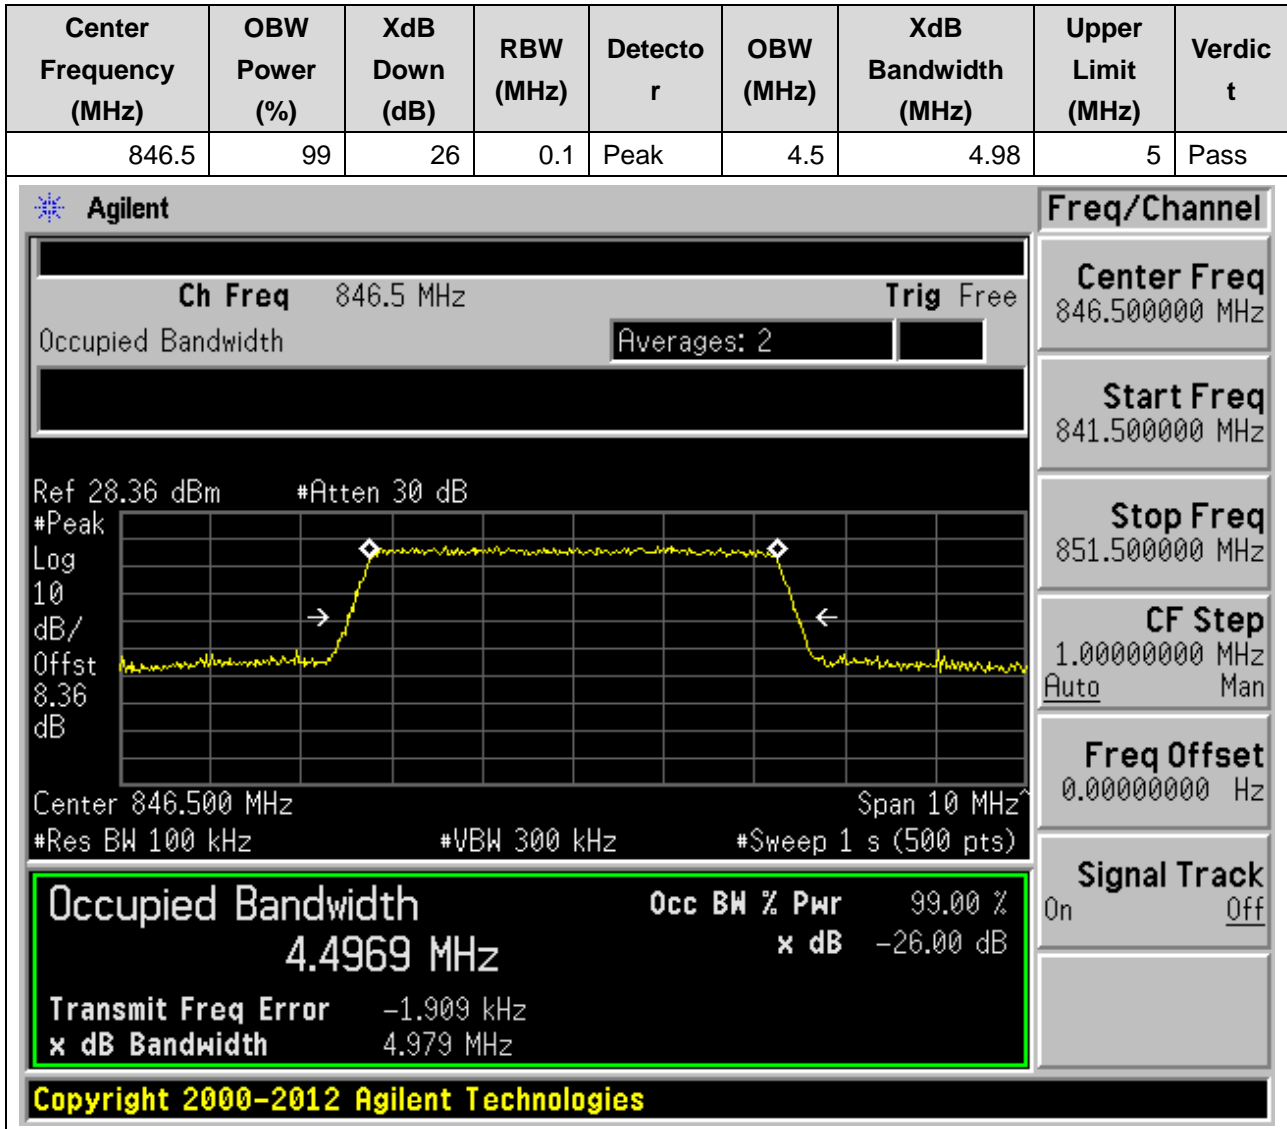 Center Frequency (MHz) OBW Power (%) XdB Down (dB) RBW (MHz) Detecto r OBW (MHz) XdB Bandwidth (MHz) Upper Limit (MHz) Verdic t
846.5 99 26 0.1 Peak 4.5 4.98 5 Pass
Agilent
Freq/Channel
Ch Freq 846.5 MHz Trig Free
Occupied Bandwidth Averages: 2
Ref 28.36 dBm #Atten 30 dB
#Peak
Log
10
dB/
Offst
8.36
dB
Center 846.500 MHz Span 10 MHz^
#Res BW 100 kHz #VBW 300 kHz #Sweep 1 s (500 pts)
Occupied Bandwidth Occ BW % Pwr 99.00 %
4.4969 MHz x dB -26.00 dB
Transmit Freq Error -1.909 kHz
x dB Bandwidth 4.979 MHz
Center Freq
846.500000 MHz
Start Freq
841.500000 MHz
Stop Freq
851.500000 MHz
CF Step
1.00000000 MHz
Auto Man
Freq Offset
0.00000000 Hz
Signal Track
On Off
Copyright 2000-2012 Agilent Technologies